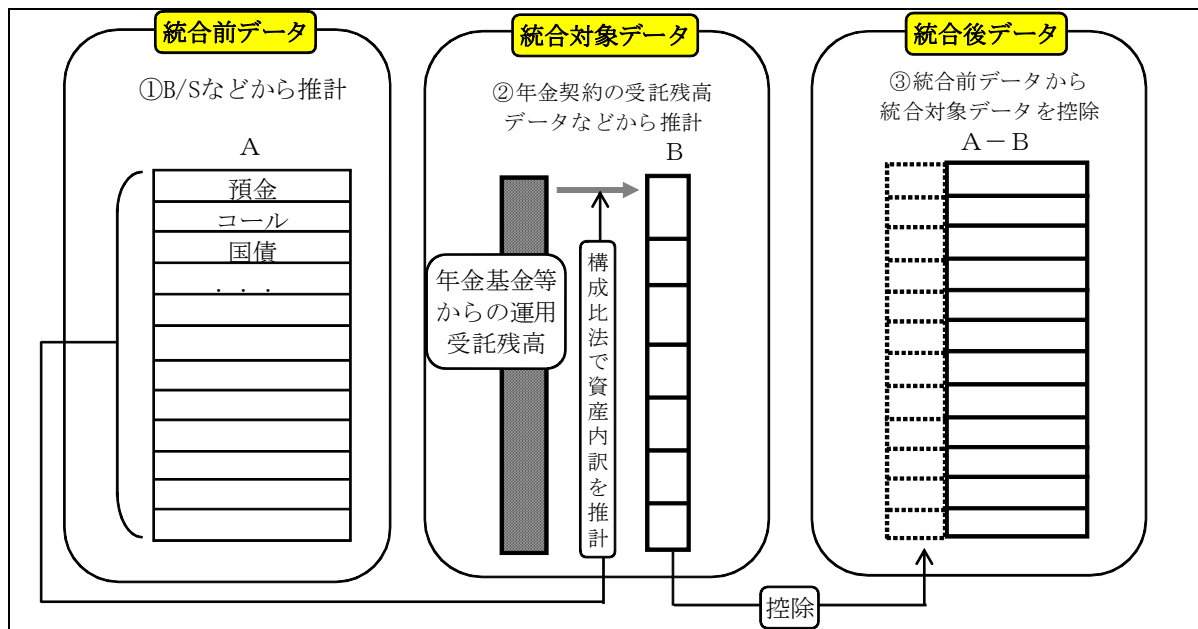 統合前データ
①B/Sなどから推計
A
預金
コール
国債
...
統合対象データ
②年金契約の受託残高
データなどから推計
B
年金基金等
からの運用
受託残高
構成比法で資産内訳を推計
控除
統合後データ
③統合前データから
統合対象データを控除
A－B